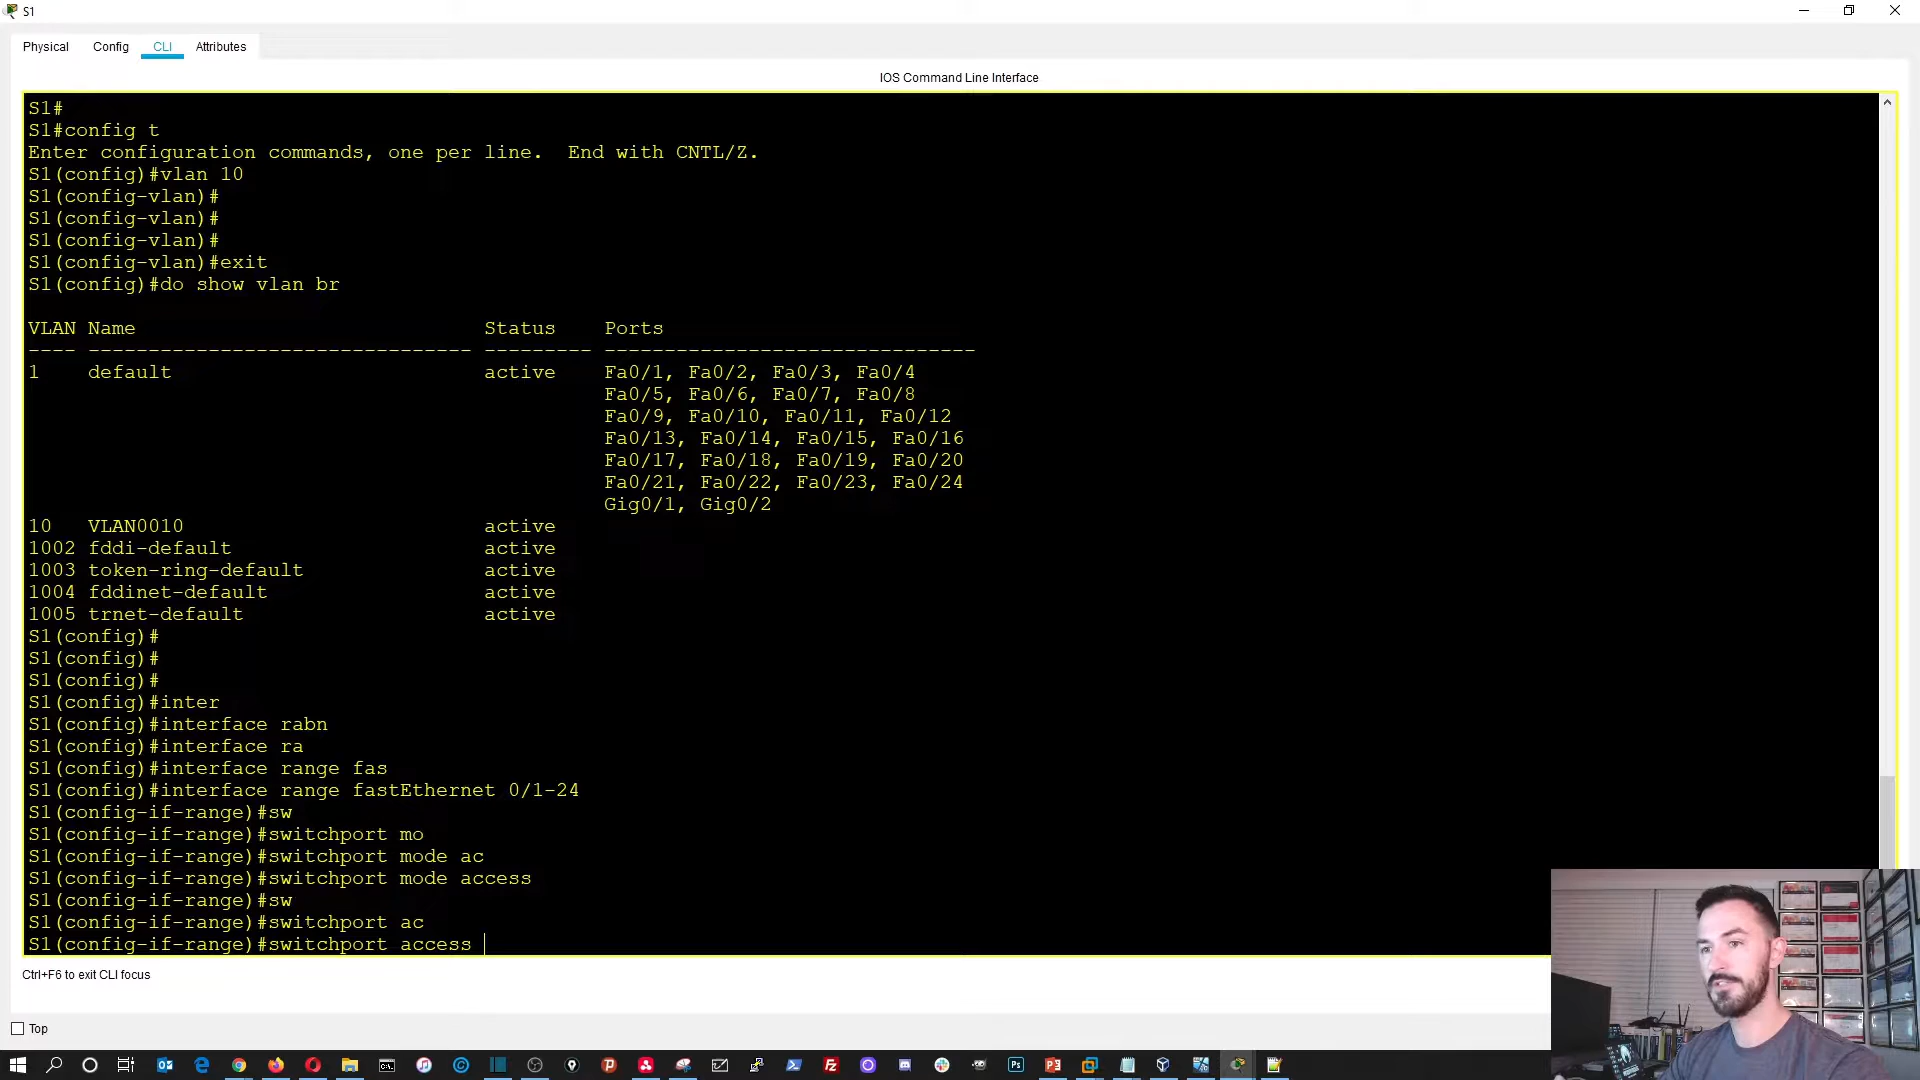 S1
Physical Config CLI Attributes
IOS Command Line Interface
S1#
S1#config t
Enter configuration commands, one per line.  End with CNTL/Z.
S1(config)#vlan 10
S1(config-vlan)#
S1(config-vlan)#
S1(config-vlan)#
S1(config-vlan)#exit
S1(config)#do show vlan br
VLAN Name                             Status    Ports
---- -------------------------------- --------- -------------------------------
1    default                          active    Fa0/1, Fa0/2, Fa0/3, Fa0/4
Fa0/5, Fa0/6, Fa0/7, Fa0/8
Fa0/9, Fa0/10, Fa0/11, Fa0/12
Fa0/13, Fa0/14, Fa0/15, Fa0/16
Fa0/17, Fa0/18, Fa0/19, Fa0/20
Fa0/21, Fa0/22, Fa0/23, Fa0/24
Gig0/1, Gig0/2
10   VLAN0010                         active
1002 fddi-default                     active
1003 token-ring-default               active
1004 fddinet-default                  active
1005 trnet-default                    active
S1(config)#
S1(config)#
S1(config)#
S1(config)#inter
S1(config)#interface rabn
S1(config)#interface ra
S1(config)#interface range fas
S1(config)#interface range fastEthernet 0/1-24
S1(config-if-range)#sw
S1(config-if-range)#switchport mo
S1(config-if-range)#switchport mode ac
S1(config-if-range)#switchport mode access
S1(config-if-range)#sw
S1(config-if-range)#switchport ac
S1(config-if-range)#switchport access
Ctrl+F6 to exit CLI focus
Top